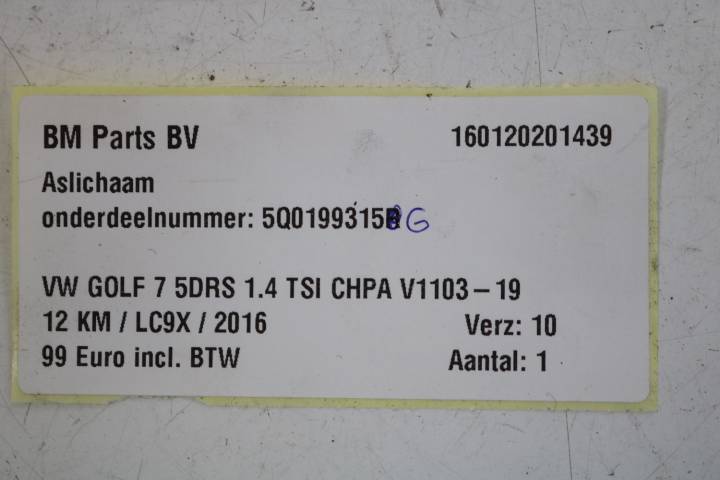 BM Parts BV 160120201439
Aslichaam
onderdeelnummer: 5Q0199315 G
VW GOLF 7 5DRS 1.4 TSI CHPA V1103-19
12 KM / LC9X / 2016 Verz: 10
99 Euro incl. BTW Aantal: 1